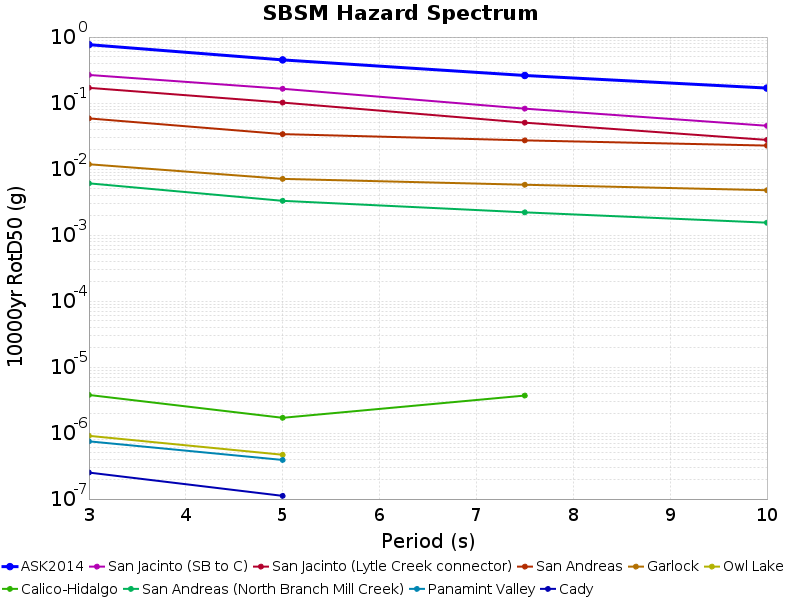 SBSM Hazard Spectrum
10000yr RotD50 (g)
10^0
10^-1
10^-2
10^-3
10^-4
10^-5
10^-6
10^-7
3 4 5 6 7 8 9 10
Period (s)
ASK2014 San Jacinto (SB to C) San Jacinto (Lytle Creek connector) San Andreas Garlock Owl Lake
Calico-Hidalgo San Andreas (North Branch Mill Creek) Panamint Valley Cady